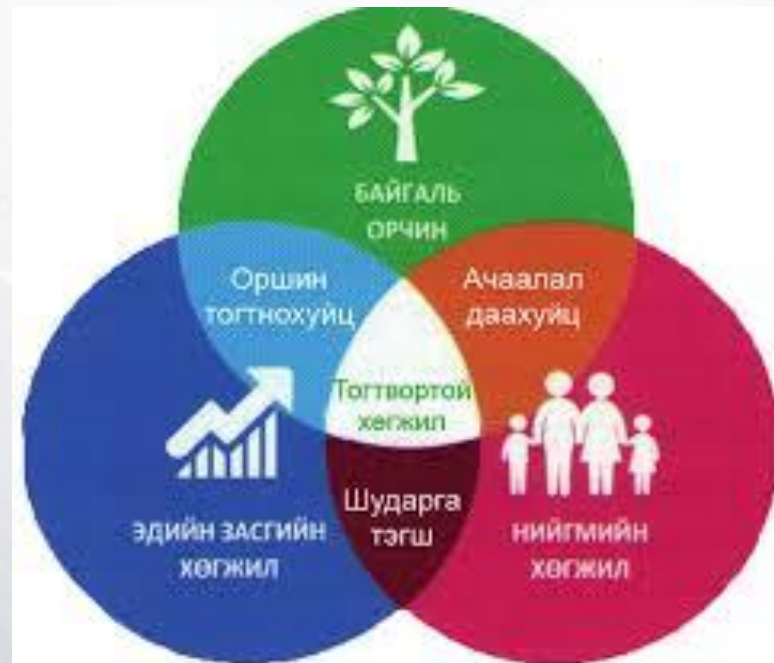 БАЙГАЛЬ
ОРЧИН
Оршин
тогтнохуйц
Ачаалал
даахуйц
Тогтвортой
хөгжил
Шударга
тэгш
ЭДИЙН ЗАСГИЙН
ХӨГЖИЛ
НИЙГМИЙН
ХӨГЖИЛ